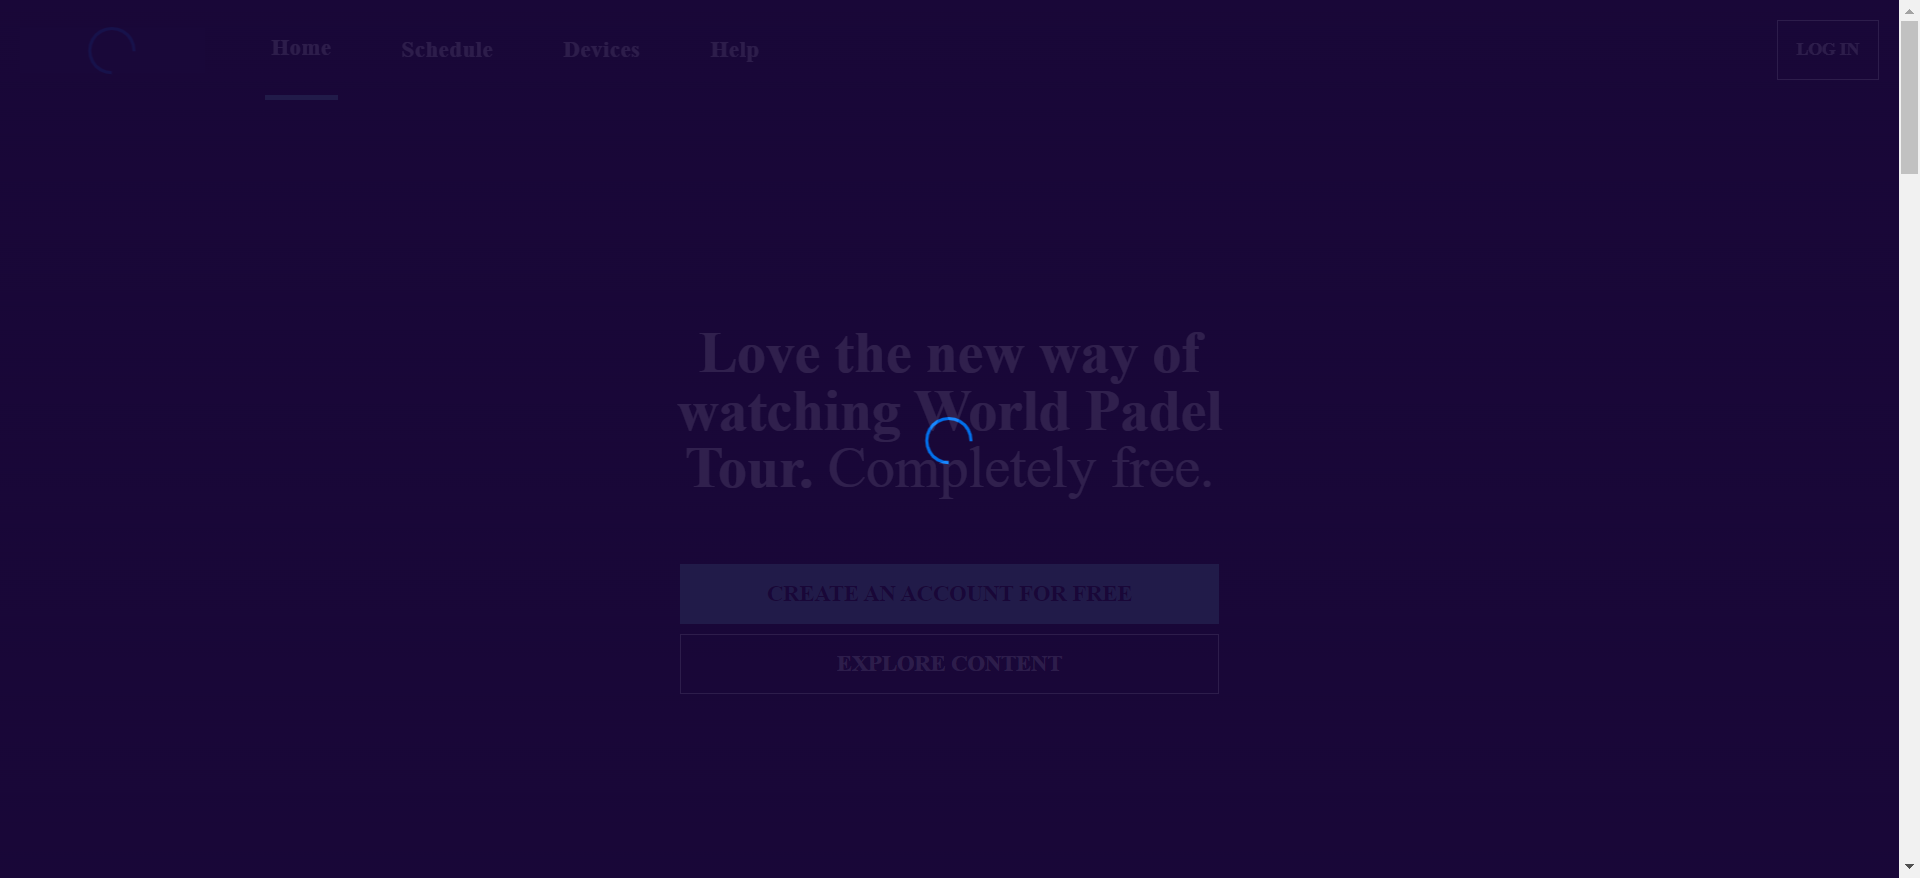 Home
Schedule
Devices
Help
LOG IN
Love the new way of
watching World Padel
Tour. Completely free.
CREATE AN ACCOUNT FOR FREE
EXPLORE CONTENT